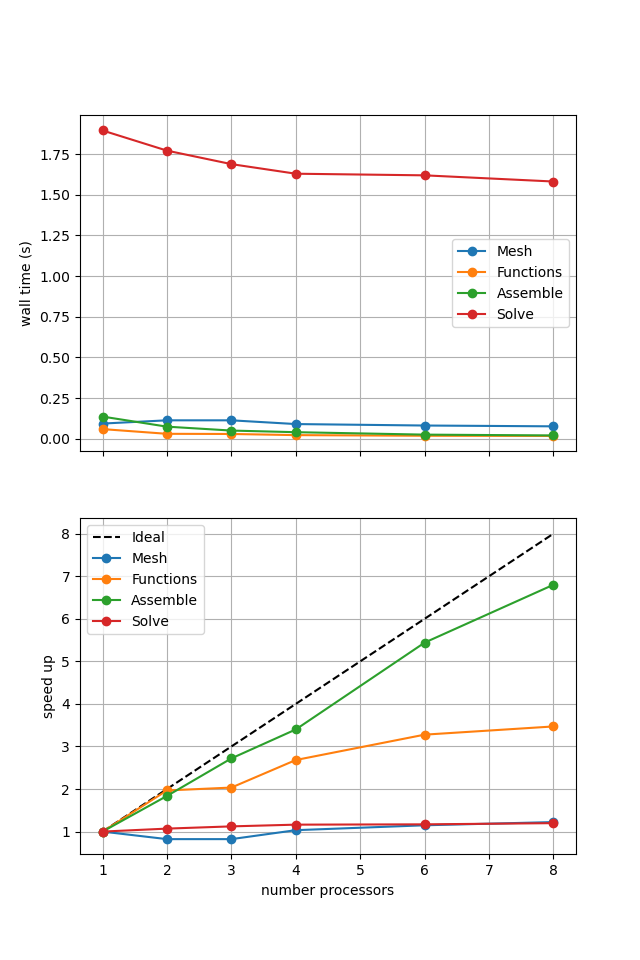 1.75
1.50
1.25
1.00
0.75
0.50
0.25
0.00
wall time (s)
Mesh
Functions
Assemble
Solve
8
7
6
5
4
3
2
1
speed up
Ideal
Mesh
Functions
Assemble
Solve
1 2 3 4 5 6 7 8
number processors